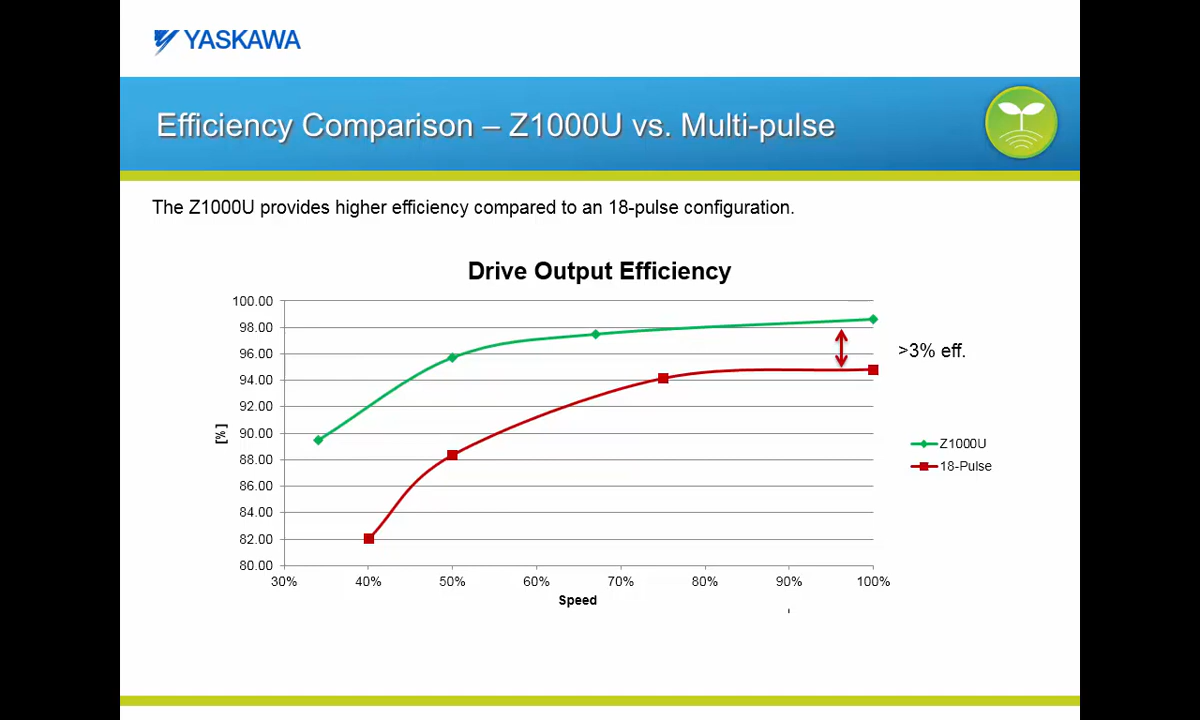 YASKAWA
Efficiency Comparison – Z1000U vs. Multi-pulse
The Z1000U provides higher efficiency compared to an 18-pulse configuration.
Drive Output Efficiency
100.00
98.00
96.00
94.00
92.00
90.00
88.00
86.00
84.00
82.00
80.00
[%]
30% 40% 50% 60% 70% 80% 90% 100%
Speed
>3% eff.
Z1000U
18-Pulse